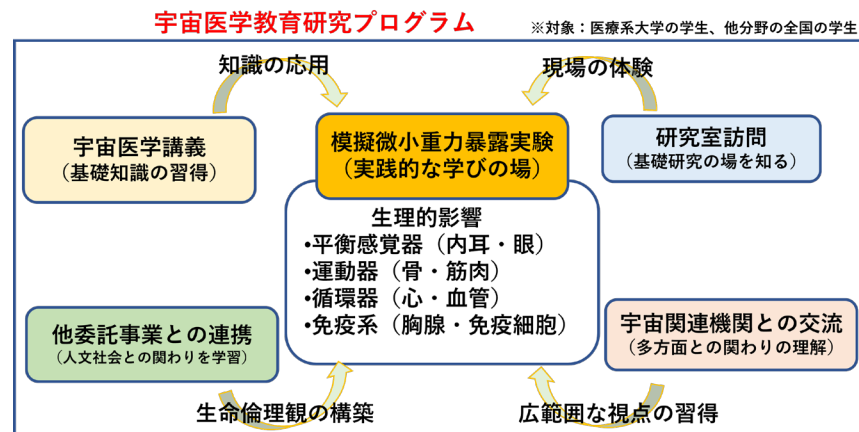 宇宙医学教育研究プログラム
※対象：医療系大学の学生、他分野の全国の学生
知識の応用
現場の体験
宇宙医学講義
（基礎知識の習得）
模擬微小重力暴露実験
（実践的な学びの場）
研究室訪問
（基礎研究の場を知る）
生理的影響
•平衡感覚器（内耳・眼）
•運動器（骨・筋肉）
•循環器（心・血管）
•免疫系（胸腺・免疫細胞）
他委託事業との連携
（人文社会との関わりを学習）
宇宙関連機関との交流
（多方面との関わりの理解）
生命倫理観の構築
広範囲な視点の習得